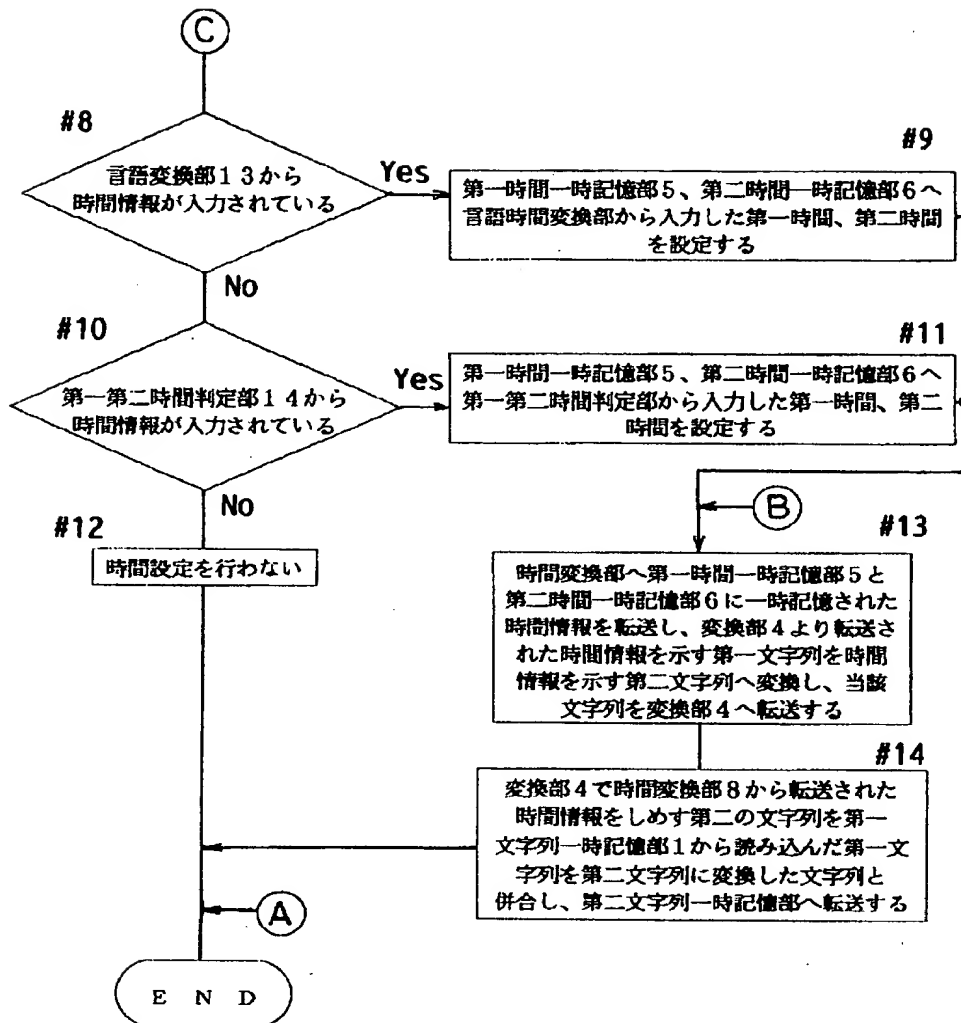 C
#8
言語変換部13から
時間情報が入力されている
Yes
#9
第一時間一時記憶部5、第二時間一時記憶部6へ
言語時間変換部から入力した第一時間、第二時間
を設定する
No
#10
第一第二時間判定部14から
時間情報が入力されている
Yes
#11
第一時間一時記憶部5、第二時間一時記憶部6へ
第一第二時間判定部から入力した第一時間、第二
時間を設定する
No
#12
時間設定を行わない
B
#13
時間変換部へ第一時間一時記憶部5と
第二時間一時記憶部6に一時記憶された
時間情報を転送し、変換部4より転送さ
れた時間情報を示す第一文字列を時間
情報を示す第二文字列へ変換し、当該
文字列を変換部4へ転送する
#14
変換部4で時間変換部8から転送された
時間情報をしめす第二の文字列を第一
文字列一時記憶部1から読み込んだ第一文
字列を第二文字列に変換した文字列と
併合し、第二文字列一時記憶部へ転送する
A
END